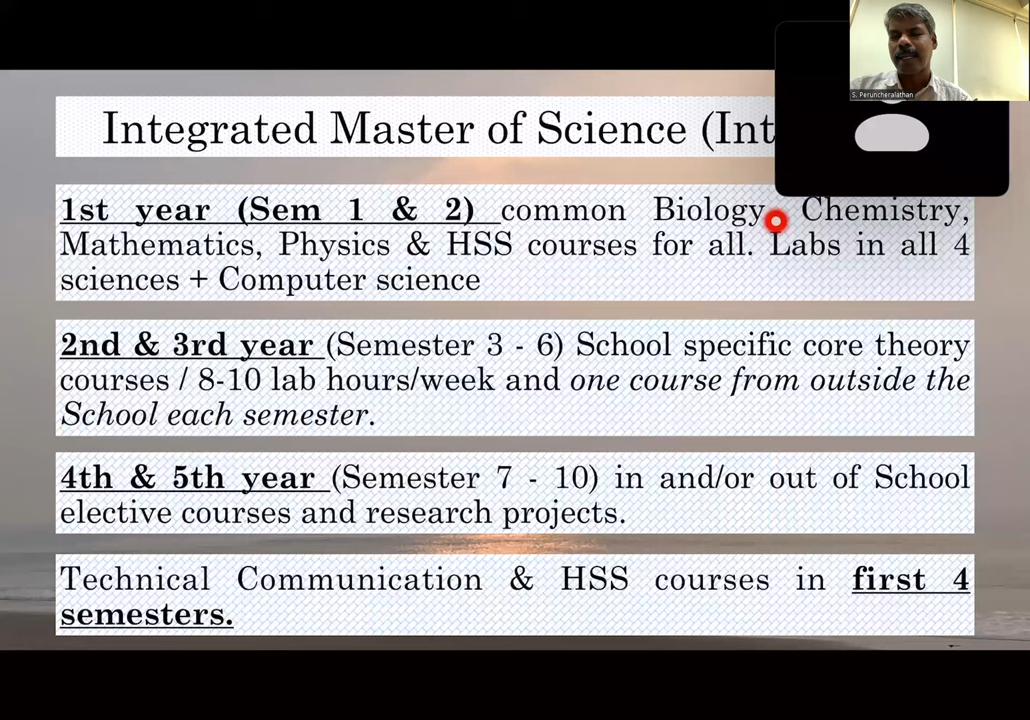 S. Peruncheralathan
Integrated Master of Science (Int
1st year (Sem 1 & 2) common Biology, Chemistry,
Mathematics, Physics & HSS courses for all. Labs in all 4
sciences + Computer science
2nd & 3rd year (Semester 3 - 6) School specific core theory
courses / 8-10 lab hours/week and one course from outside the
School each semester.
4th & 5th year (Semester 7 - 10) in and/or out of School
elective courses and research projects.
Technical Communication & HSS courses in first 4
semesters.